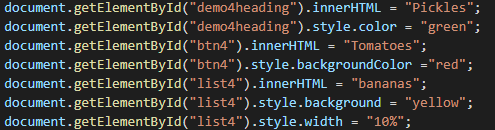 document.getElementById("demo4heading").innerHTML = "Pickles";
document.getElementById("demo4heading").style.color = "green";
document.getElementById("btn4").innerHTML = "Tomatoes";
document.getElementById("btn4").style.backgroundColor ="red";
document.getElementById("list4").innerHTML = "bananas";
document.getElementById("list4").style.background = "yellow";
document.getElementById("list4").style.width = "10%";